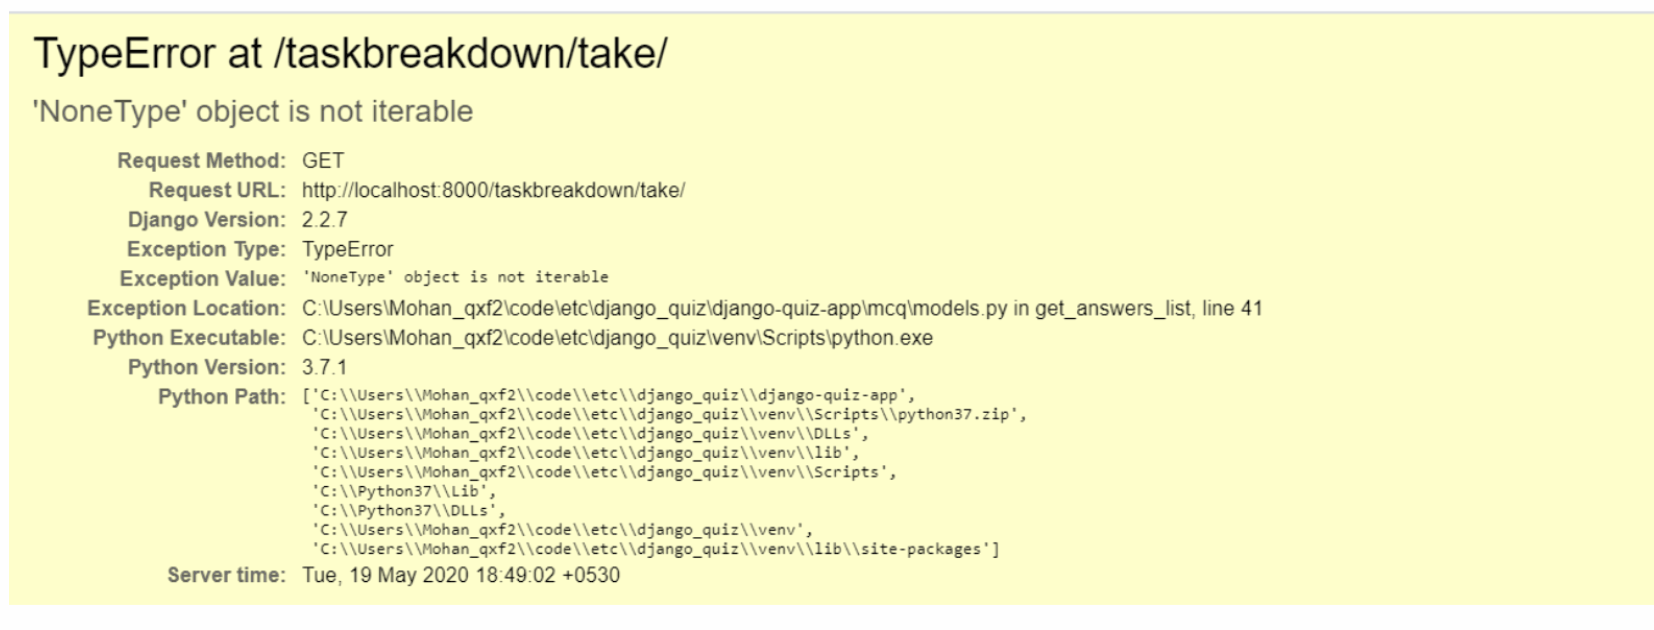 TypeError at /taskbreakdown/take/
'NoneType' object is not iterable
Request Method: GET
Request URL: http://localhost:8000/taskbreakdown/take/
Django Version: 2.2.7
Exception Type: TypeError
Exception Value: 'NoneType' object is not iterable
Exception Location: C:\Users\Mohan_qxf2\code\etc\django_quiz\django-quiz-app\mcq\models.py in get_answers_list, line 41
Python Executable: C:\Users\Mohan_qxf2\code\etc\django_quiz\venv\Scripts\python.exe
Python Version: 3.7.1
Python Path: ['C:\\Users\\Mohan_qxf2\\code\\etc\\django_quiz\\django-quiz-app',
'C:\\Users\\Mohan_qxf2\\code\\etc\\django_quiz\\venv\\Scripts\\python37.zip',
'C:\\Users\\Mohan_qxf2\\code\\etc\\django_quiz\\venv\\DLLs',
'C:\\Users\\Mohan_qxf2\\code\\etc\\django_quiz\\venv\\lib',
'C:\\Users\\Mohan_qxf2\\code\\etc\\django_quiz\\venv\\Scripts',
'C:\\Python37\\Lib',
'C:\\Python37\\DLLs',
'C:\\Users\\Mohan_qxf2\\code\\etc\\django_quiz\\venv',
'C:\\Users\\Mohan_qxf2\\code\\etc\\django_quiz\\venv\\lib\\site-packages']
Server time: Tue, 19 May 2020 18:49:02 +0530